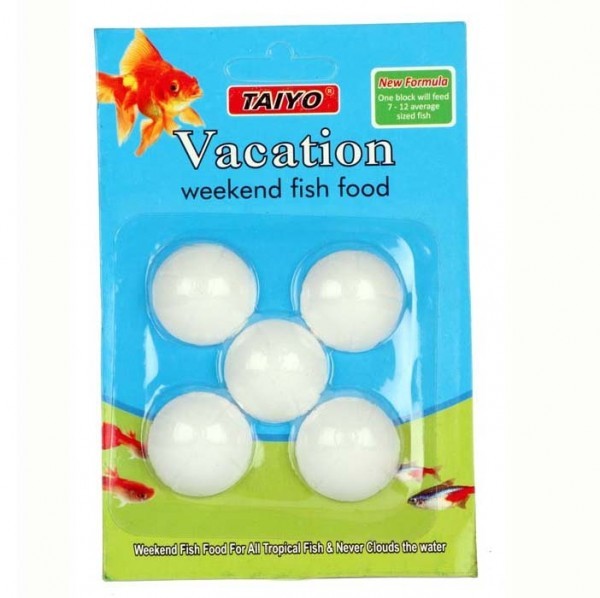 TAIYO®
New Formula
One block will feed
7 - 12 average
sized fish
Vacation
weekend fish food
Weekend Fish Food For All Tropical Fish & Never Clouds the water